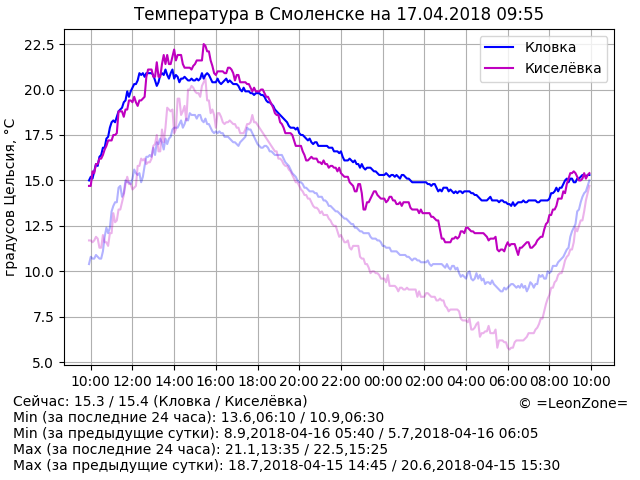 Температура в Смоленске на 17.04.2018 09:55
Кловка
Киселёвка
градусов Цельсия, °C
22.5
20.0
17.5
15.0
12.5
10.0
7.5
5.0
10:00 12:00 14:00 16:00 18:00 20:00 22:00 00:00 02:00 04:00 06:00 08:00 10:00
Сейчас: 15.3 / 15.4 (Кловка / Киселёвка)
© =LeonZone=
Min (за последние 24 часа): 13.6,06:10 / 10.9,06:30
Min (за предыдущие сутки): 8.9,2018-04-16 05:40 / 5.7,2018-04-16 06:05
Max (за последние 24 часа): 21.1,13:35 / 22.5,15:25
Max (за предыдущие сутки): 18.7,2018-04-15 14:45 / 20.6,2018-04-15 15:30